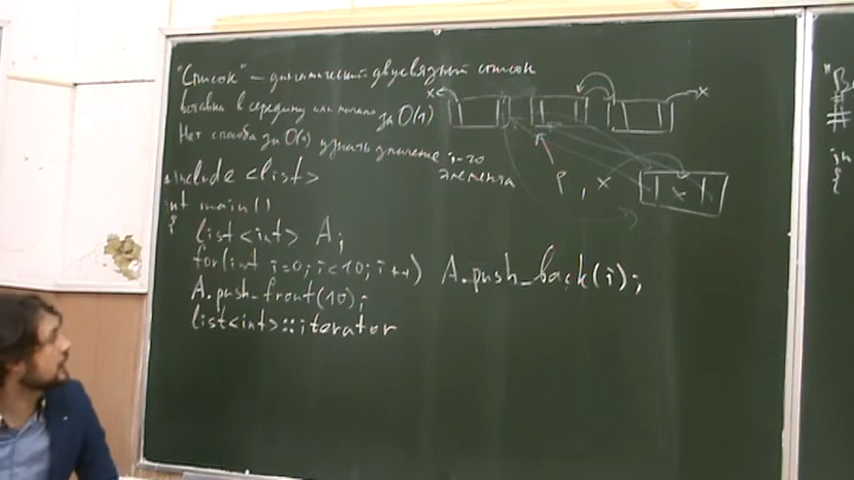 "Список" – динамический двусвязный список
вставка в середину или начало за O(1)
Нет способа за O(1) узнать значение i-го
элемента
#include <list>
int main()
{
list<int> A;
for(int i=0; i<10; i++) A.push_back(i);
A.push_front(10);
list<int>::iterator
x
x
P, x
x
"В
#
in
{